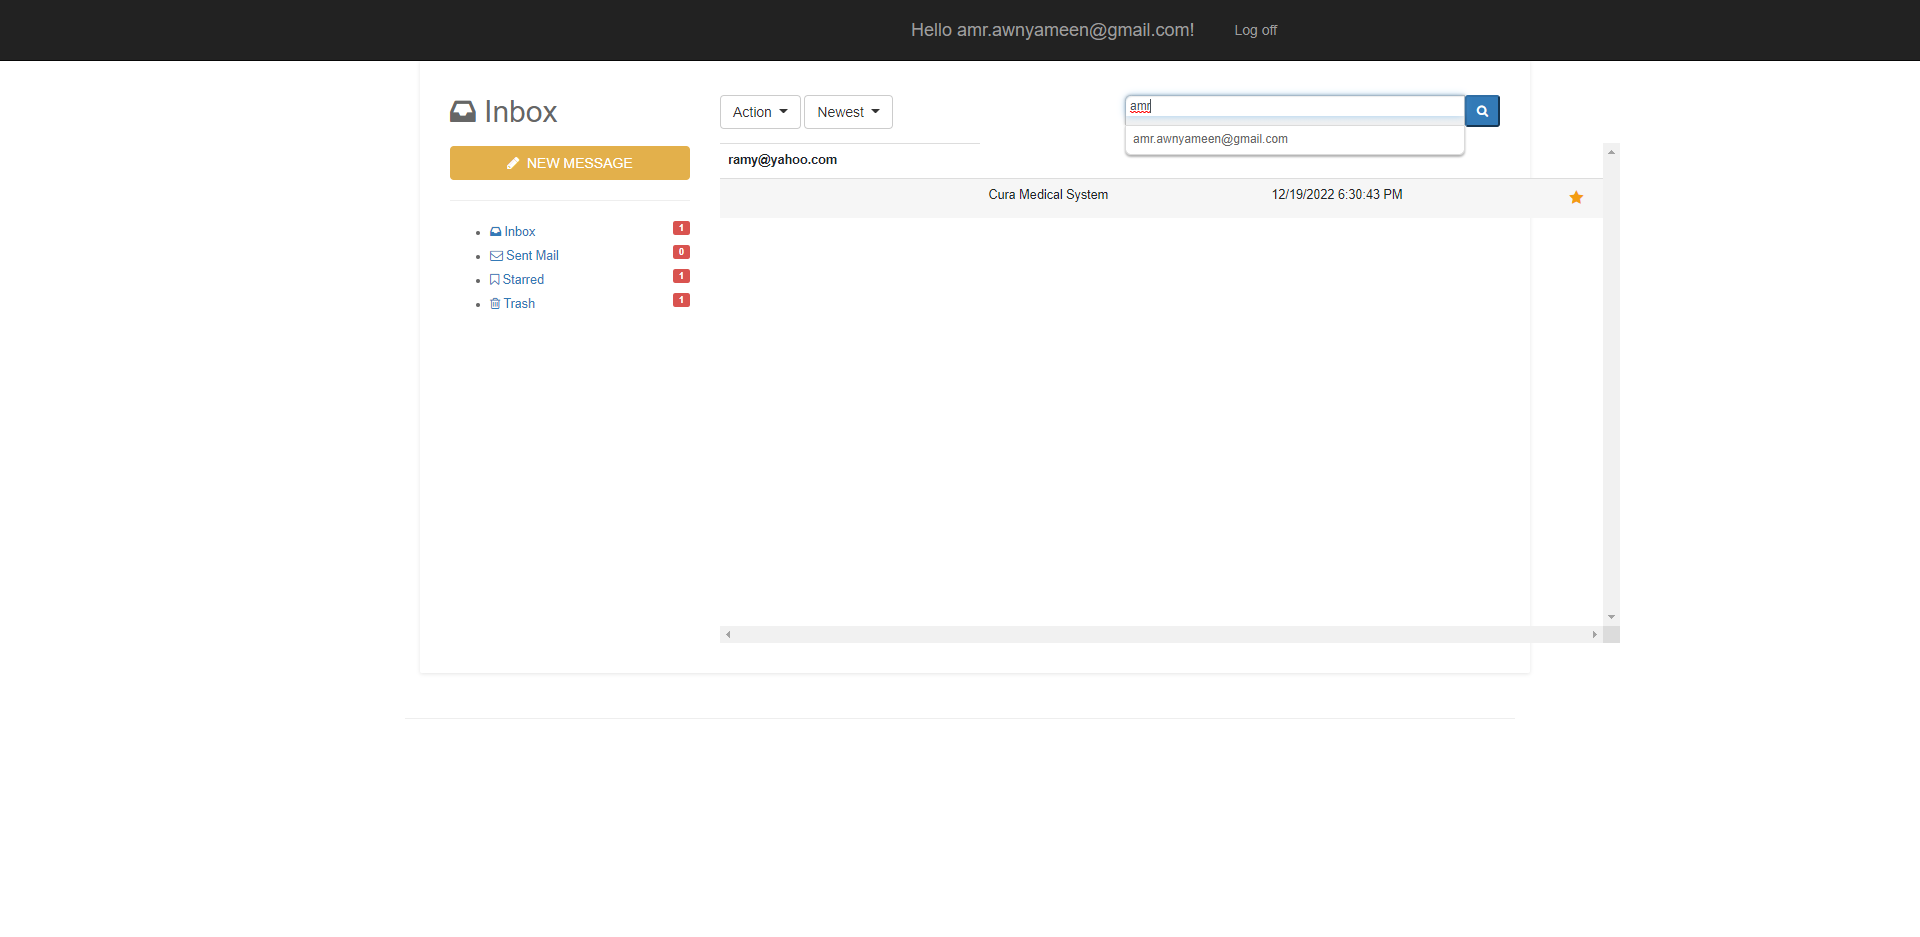 Hello amr.awnyameen@gmail.com! Log off
Inbox
NEW MESSAGE
Inbox 1
Sent Mail 0
Starred 1
Trash 1
Action Newest
amr
amr.awnyameen@gmail.com
ramy@yahoo.com
Cura Medical System 12/19/2022 6:30:43 PM